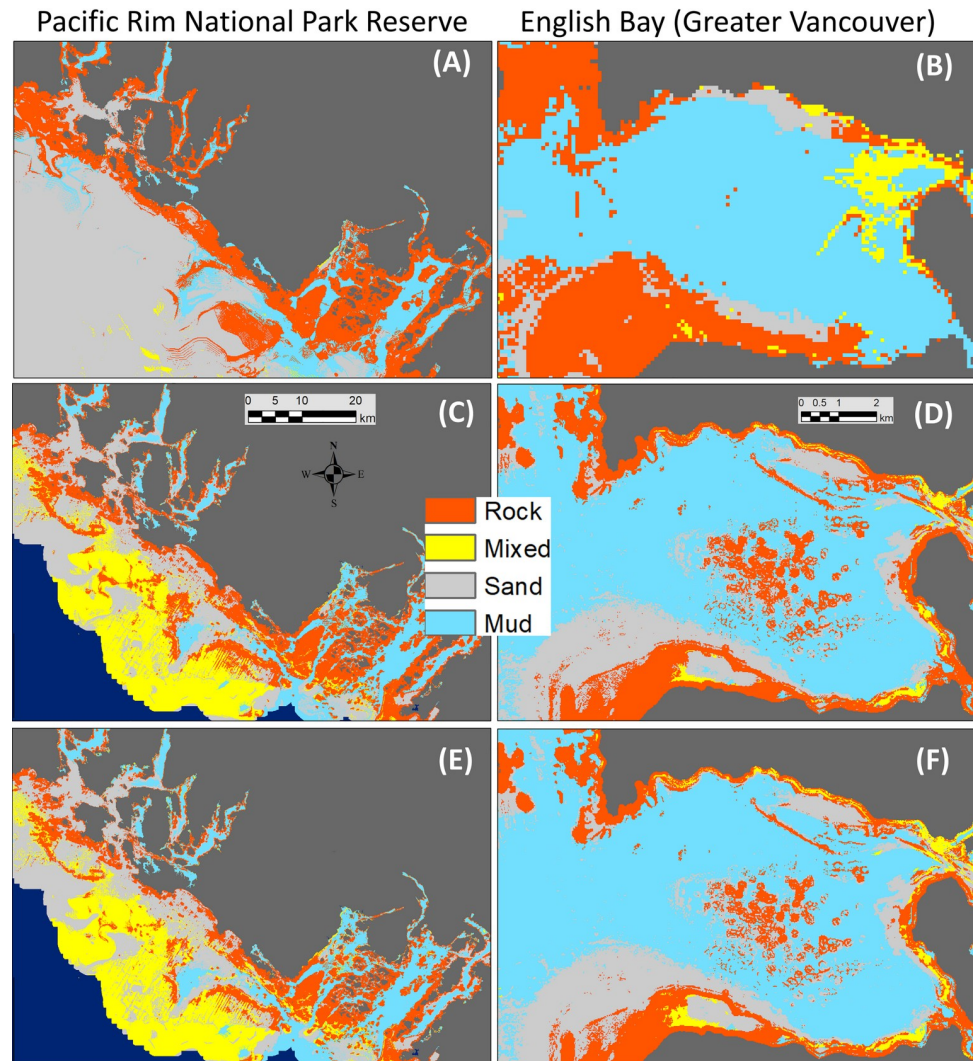 Pacific Rim National Park Reserve
English Bay (Greater Vancouver)
(A)
(B)
(C)
0 5 10 20
km
N
W E
S
(D)
0 0.5 1 2
km
Rock
Mixed
Sand
Mud
(E)
(F)